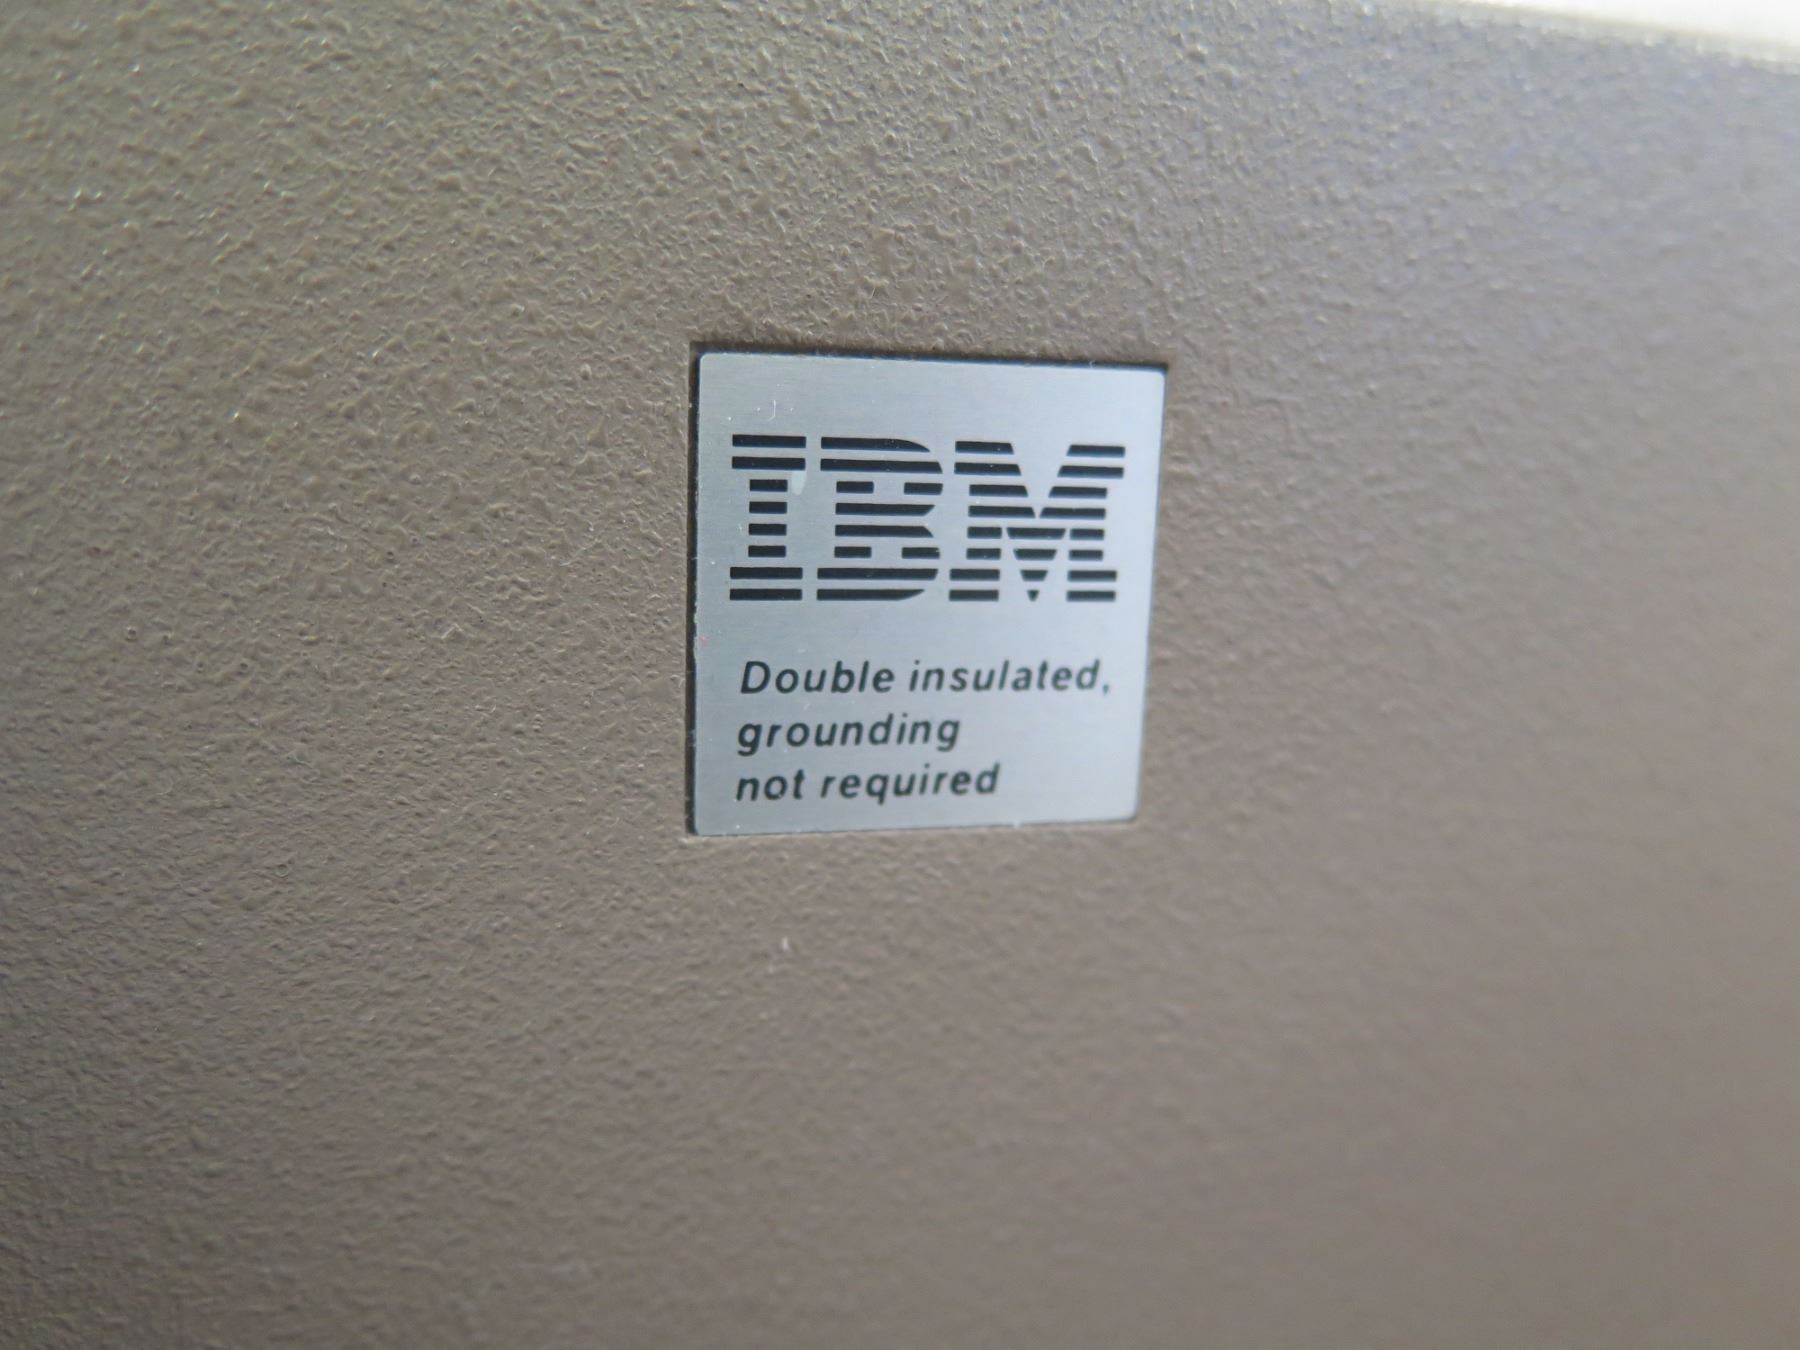 IBM
Double insulated,
grounding
not required